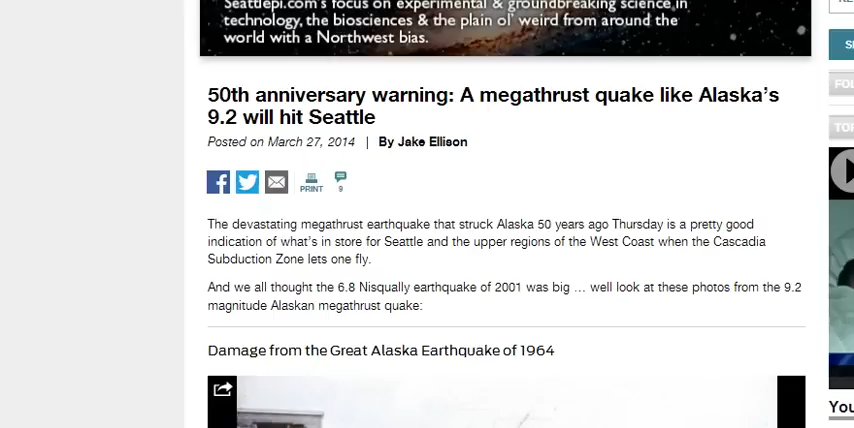 Seattlepi.com's focus on experimental & groundbreaking science in
technology, the biosciences & the plain ol' weird from around the
world with a Northwest bias.
50th anniversary warning: A megathrust quake like Alaska's
9.2 will hit Seattle
Posted on March 27, 2014 | By Jake Ellison
PRINT 9
The devastating megathrust earthquake that struck Alaska 50 years ago Thursday is a pretty good
indication of what's in store for Seattle and the upper regions of the West Coast when the Cascadia
Subduction Zone lets one fly.
And we all thought the 6.8 Nisqually earthquake of 2001 was big … well look at these photos from the 9.2
magnitude Alaskan megathrust quake:
Damage from the Great Alaska Earthquake of 1964
FOL
TOP
You